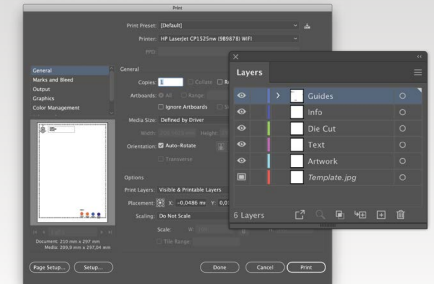 Print
Print Preset: [Default]
Printer: HP LaserJet CP1525nw (9B9878) WIFI
PPD:
General
Marks and Bleed
Output
Graphics
Color Management
General
Copies: 1 Collate
Artboards: All Range:
Ignore Artboards
Media Size: Defined by Driver
Width: Height:
Orientation: Auto-Rotate
Transverse
Options
Print Layers: Visible & Printable Layers
Placement: X: -0,0486 mm Y:
Scaling: Do Not Scale
Scale: W:
Tile Range:
Document: 210 mm x 297 mm
Media: 209,9 mm x 297,04 mm
Page Setup... Setup... Done Cancel Print
Layers
Guides
Info
Die Cut
Text
Artwork
Template.jpg
6 Layers